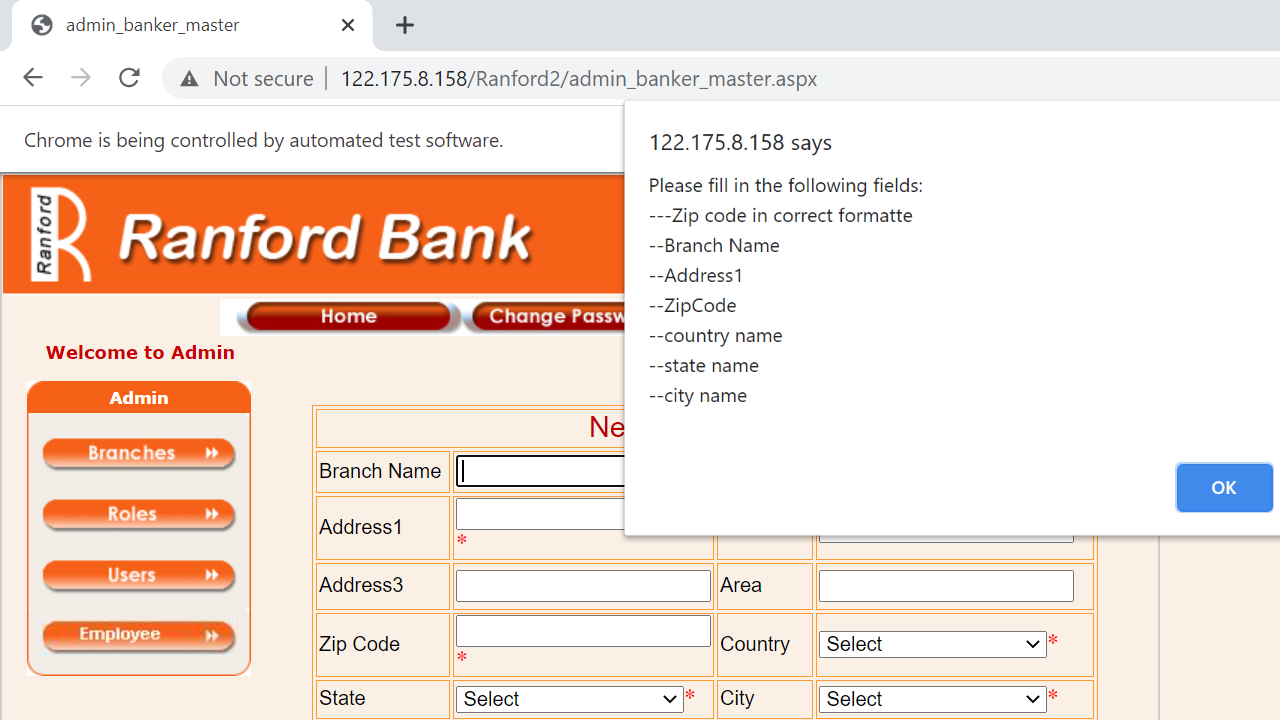 admin_banker_master
Not secure | 122.175.8.158/Ranford2/admin_banker_master.aspx
Chrome is being controlled by automated test software.
122.175.8.158 says
Please fill in the following fields:
---Zip code in correct formatte
--Branch Name
--Address1
--ZipCode
--country name
--state name
--city name
OK
Ranford
Ranford Bank
Home
Change Passw
Welcome to Admin
Admin
Branches
Roles
Users
Employee
Ne
Branch Name
Address1 *
Address3 Area
Zip Code * Country Select *
State Select * City Select *